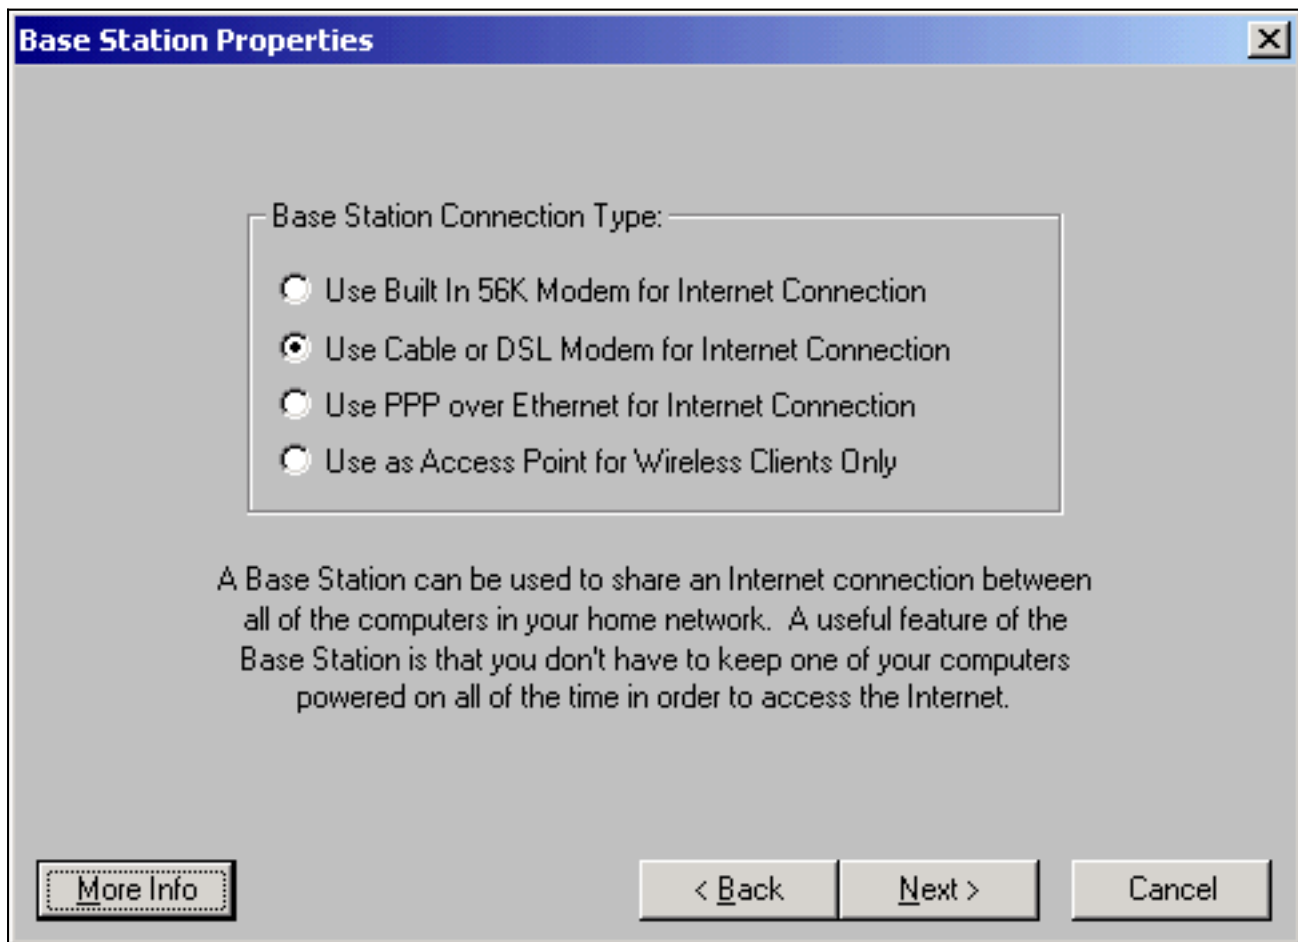 Base Station Properties
Base Station Connection Type:
Use Built In 56K Modem for Internet Connection
Use Cable or DSL Modem for Internet Connection
Use PPP over Ethernet for Internet Connection
Use as Access Point for Wireless Clients Only
A Base Station can be used to share an Internet connection between
all of the computers in your home network.  A useful feature of the
Base Station is that you don't have to keep one of your computers
powered on all of the time in order to access the Internet.
More Info
< Back
Next >
Cancel